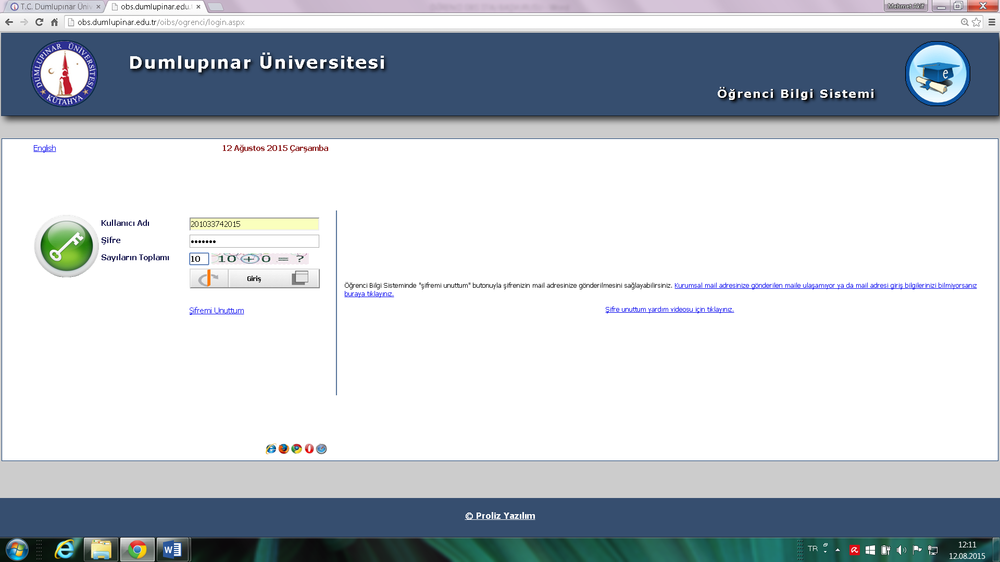 T.C. Dumlupınar Üniv
obs.dumlupinar.edu.t
Mehmet Akif
obs.dumlupinar.edu.tr/oibs/ogrenci/login.aspx
DUMLUPINAR ÜNİVERSİTESİ
KÜTAHYA
Dumlupınar Üniversitesi
e
Öğrenci Bilgi Sistemi
English
12 Ağustos 2015 Çarşamba
Kullanıcı Adı
201033742015
Şifre
•••••••
Sayıların Toplamı
10
10 + 0 = ?
Giriş
Şifremi Unuttum
Öğrenci Bilgi Sisteminde "şifremi unuttum" butonuyla şifrenizin mail adresinize gönderilmesini sağlayabilirsiniz. Kurumsal mail adresinize gönderilen maile ulaşamıyor ya da mail adresi giriş bilgilerinizi bilmiyorsanız
buraya tıklayınız.
Şifre unuttum yardım videosu için tıklayınız.
© Proliz Yazılım
TR
12:11
12.08.2015